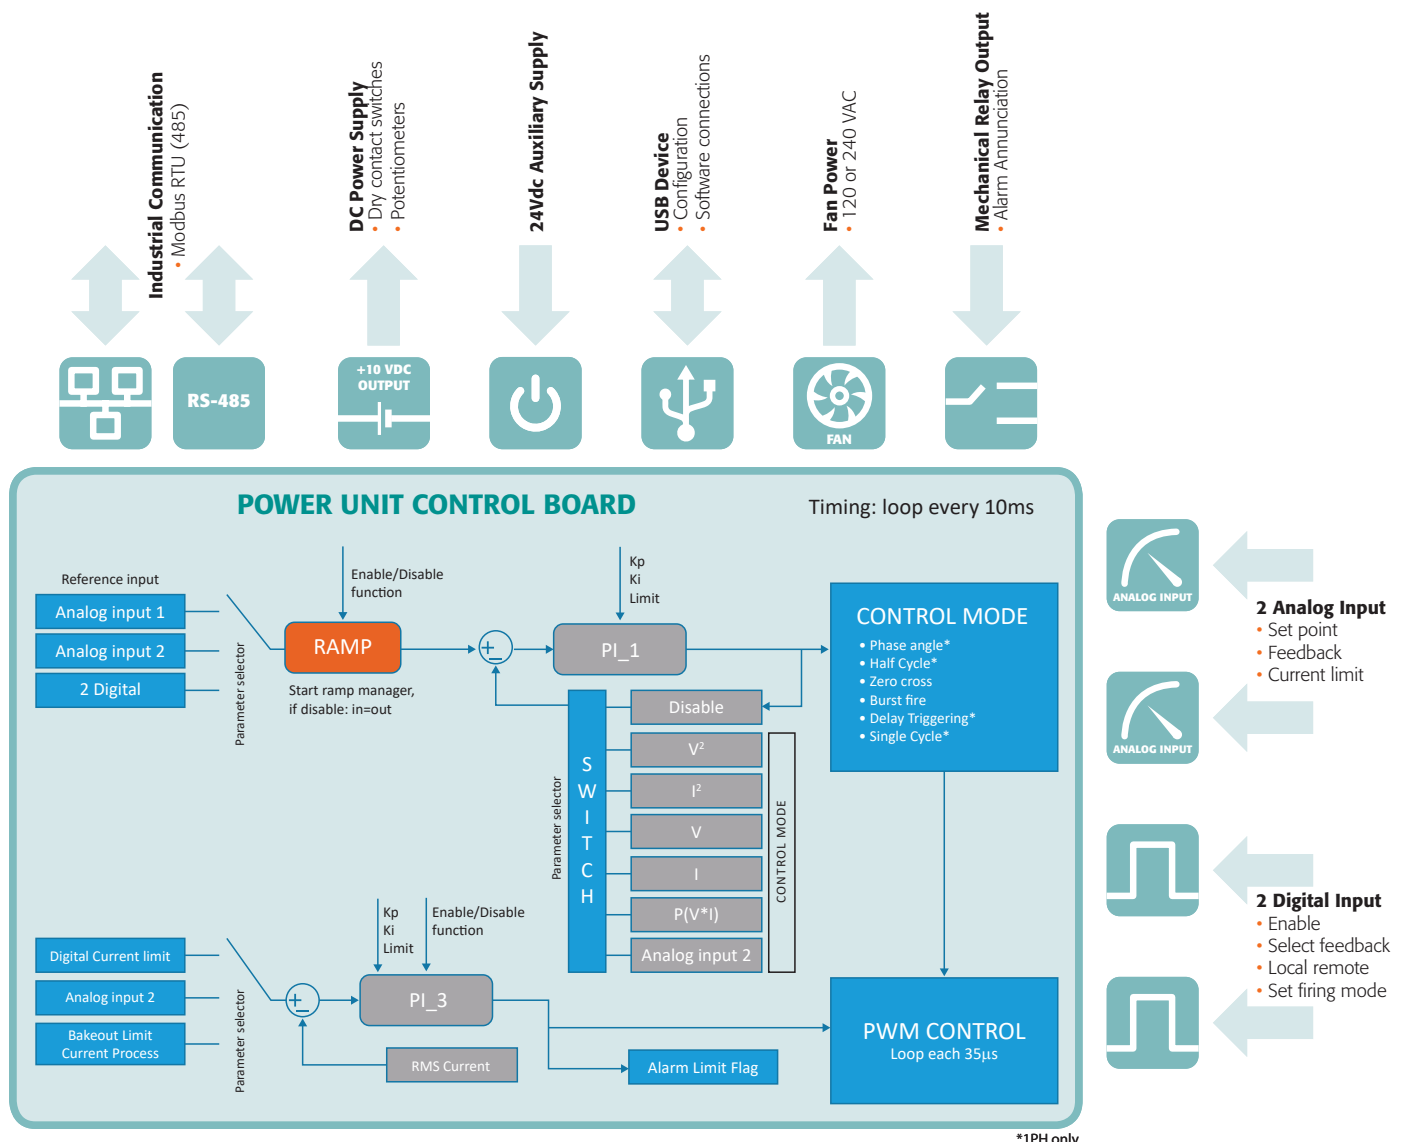 Industrial Communication
• Modbus RTU (485)
DC Power Supply
• Dry contact switches
• Potentiometers
24Vdc Auxiliary Supply
USB Device
• Configuration
• Software connections
Fan Power
• 120 or 240 VAC
Mechanical Relay Output
• Alarm Annunciation
RS-485
+10 VDC
OUTPUT
FAN
POWER UNIT CONTROL BOARD
Timing: loop every 10ms
Reference input
Analog input 1
Analog input 2
2 Digital
Parameter selector
Enable/Disable
function
RAMP
Start ramp manager,
if disable: in=out
+
−
Kp
Ki
Limit
PI_1
CONTROL MODE
• Phase angle*
• Half Cycle*
• Zero cross
• Burst fire
• Delay Triggering*
• Single Cycle*
Parameter selector
SWITCH
Disable
V²
I²
V
I
P(V*I)
Analog input 2
CONTROL MODE
Digital Current limit
Analog input 2
Bakeout Limit
Current Process
Parameter selector
+
−
Kp
Ki
Limit
Enable/Disable
function
PI_3
RMS Current
Alarm Limit Flag
PWM CONTROL
Loop each 35µs
ANALOG INPUT
ANALOG INPUT
2 Analog Input
• Set point
• Feedback
• Current limit
2 Digital Input
• Enable
• Select feedback
• Local remote
• Set firing mode
*1PH only